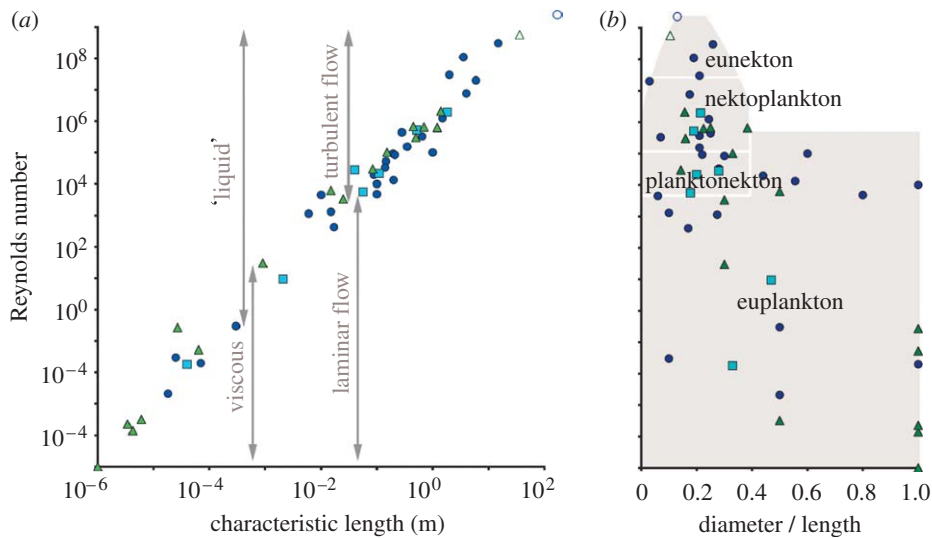 (a)
(b)
10^8
10^6
10^4
10^2
10^0
10^-4
10^-4
Reynolds number
'liquid'
viscous
turbulent flow
laminar flow
10^-6
10^-4
10^-2
10^0
10^2
characteristic length (m)
eunekton
nektoplankton
planktonekton
euplankton
0
0.2
0.4
0.6
0.8
1.0
diameter / length